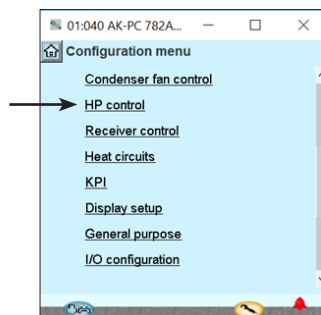 01:040 AK-PC 782A...
Configuration menu
Condenser fan control
HP control
Receiver control
Heat circuits
KPI
Display setup
General purpose
I/O configuration